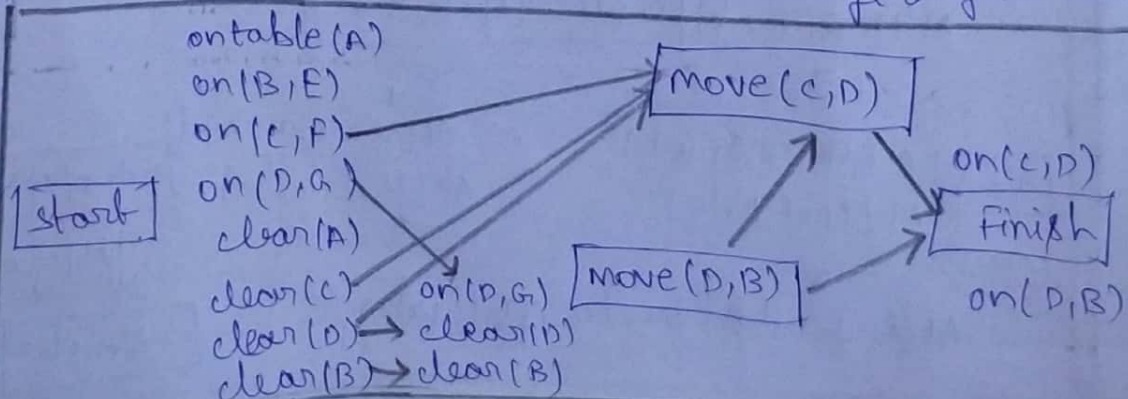 ontable(A)
on(B,E)
on(C,F)
on(D,G)
start
clear(A)
clear(C)
clear(D)
clear(B)
on(D,G)
clear(D)
clear(B)
move(C,D)
move(D,B)
on(C,D)
Finish
on(D,B)